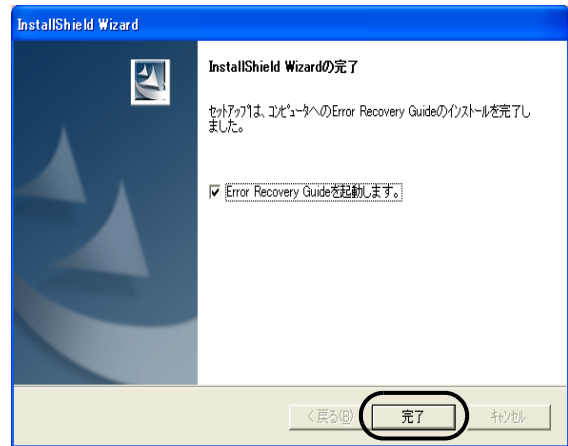 InstallShield Wizard
InstallShield Wizardの完了
セットアップは、コンピュータへのError Recovery Guideのインストールを完了し
ました。
Error Recovery Guideを起動します。
< 戻る(B)
完了
キャンセル